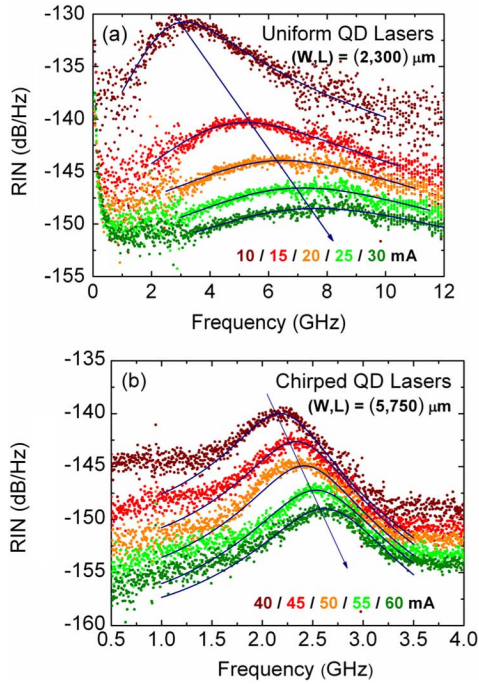 -130
-135
-140
-145
-150
-155
RIN (dB/Hz)
(a)
Uniform QD Lasers
(W,L) = (2,300) μm
10 / 15 / 20 / 25 / 30 mA
0 2 4 6 8 10 12
Frequency (GHz)
-135
-140
-145
-150
-155
-160
RIN (dB/Hz)
(b)
Chirped QD Lasers
(W,L) = (5,750) μm
40 / 45 / 50 / 55 / 60 mA
0.5 1.0 1.5 2.0 2.5 3.0 3.5 4.0
Frequency (GHz)